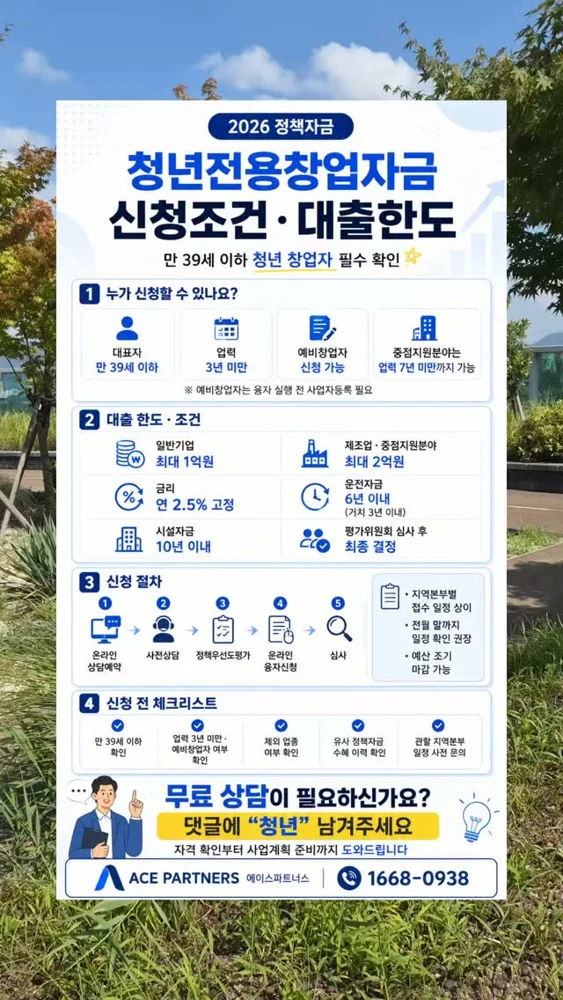 2026 정책자금
청년전용창업자금
신청조건·대출한도
만 39세 이하 청년 창업자 필수 확인
1 누가 신청할 수 있나요?
대표자
만 39세 이하
업력
3년 미만
예비창업자
신청 가능
중점지원분야는
업력 7년 미만까지 가능
※ 예비창업자는 융자 실행 전 사업자등록 필요
2 대출 한도·조건
일반기업
최대 1억원
제조업·중점지원분야
최대 2억원
금리
연 2.5% 고정
운전자금
6년 이내
(거치 3년 이내)
시설자금
10년 이내
평가위원회 심사 후
최종 결정
3 신청 절차
1
온라인
상담예약
2
사전상담
3
정책우선도평가
4
온라인
융자신청
5
심사
• 지역본부별
접수 일정 상이
• 전월 말까지
일정 확인 권장
• 예산 조기
마감 가능
4 신청 전 체크리스트
만 39세 이하
확인
업력 3년 미만·
예비창업자 여부
확인
제외 업종
여부 확인
유사 정책자금
수혜 이력 확인
관할 지역본부
일정 사전 문의
무료 상담이 필요하신가요?
댓글에 “청년” 남겨주세요
자격 확인부터 사업계획 준비까지 도와드립니다
ACE PARTNERS 에이스파트너스
1668-0938